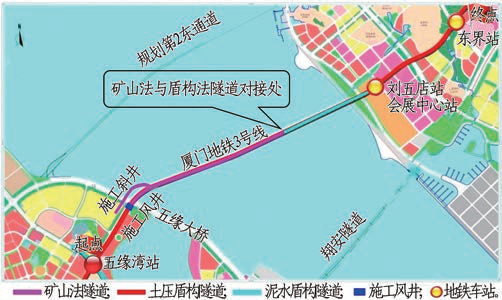 终点
东界站
规划第2东通道
刘五店站
会展中心站
矿山法与盾构法隧道对接处
厦门地铁3号线
施工斜井
施工风井
五缘大桥
翔安隧道
起点
五缘湾站
矿山法隧道;
土压盾构隧道;
泥水盾构隧道;
施工风井;
地铁车站。